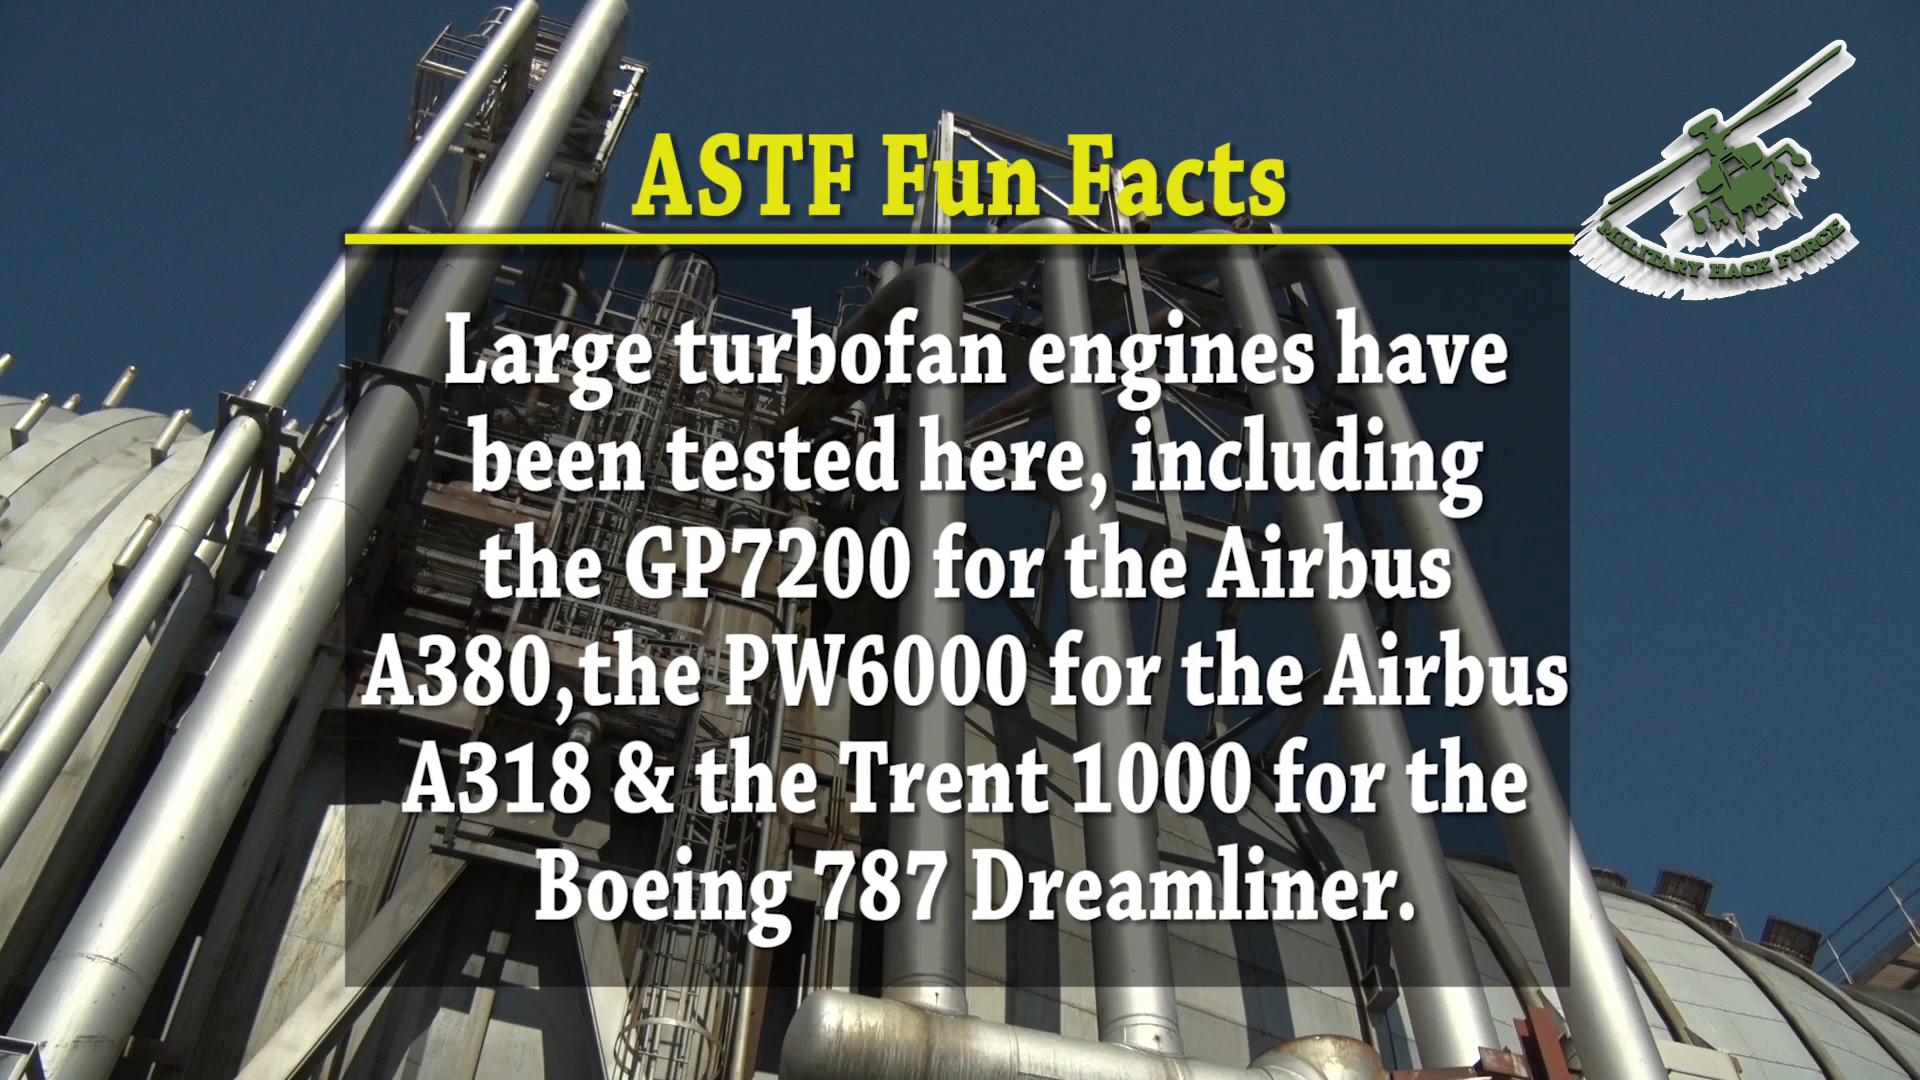 ASTF Fun Facts
MILITARY HACK FORCE
Large turbofan engines have
been tested here, including
the GP7200 for the Airbus
A380,the PW6000 for the Airbus
A318 & the Trent 1000 for the
Boeing 787 Dreamliner.